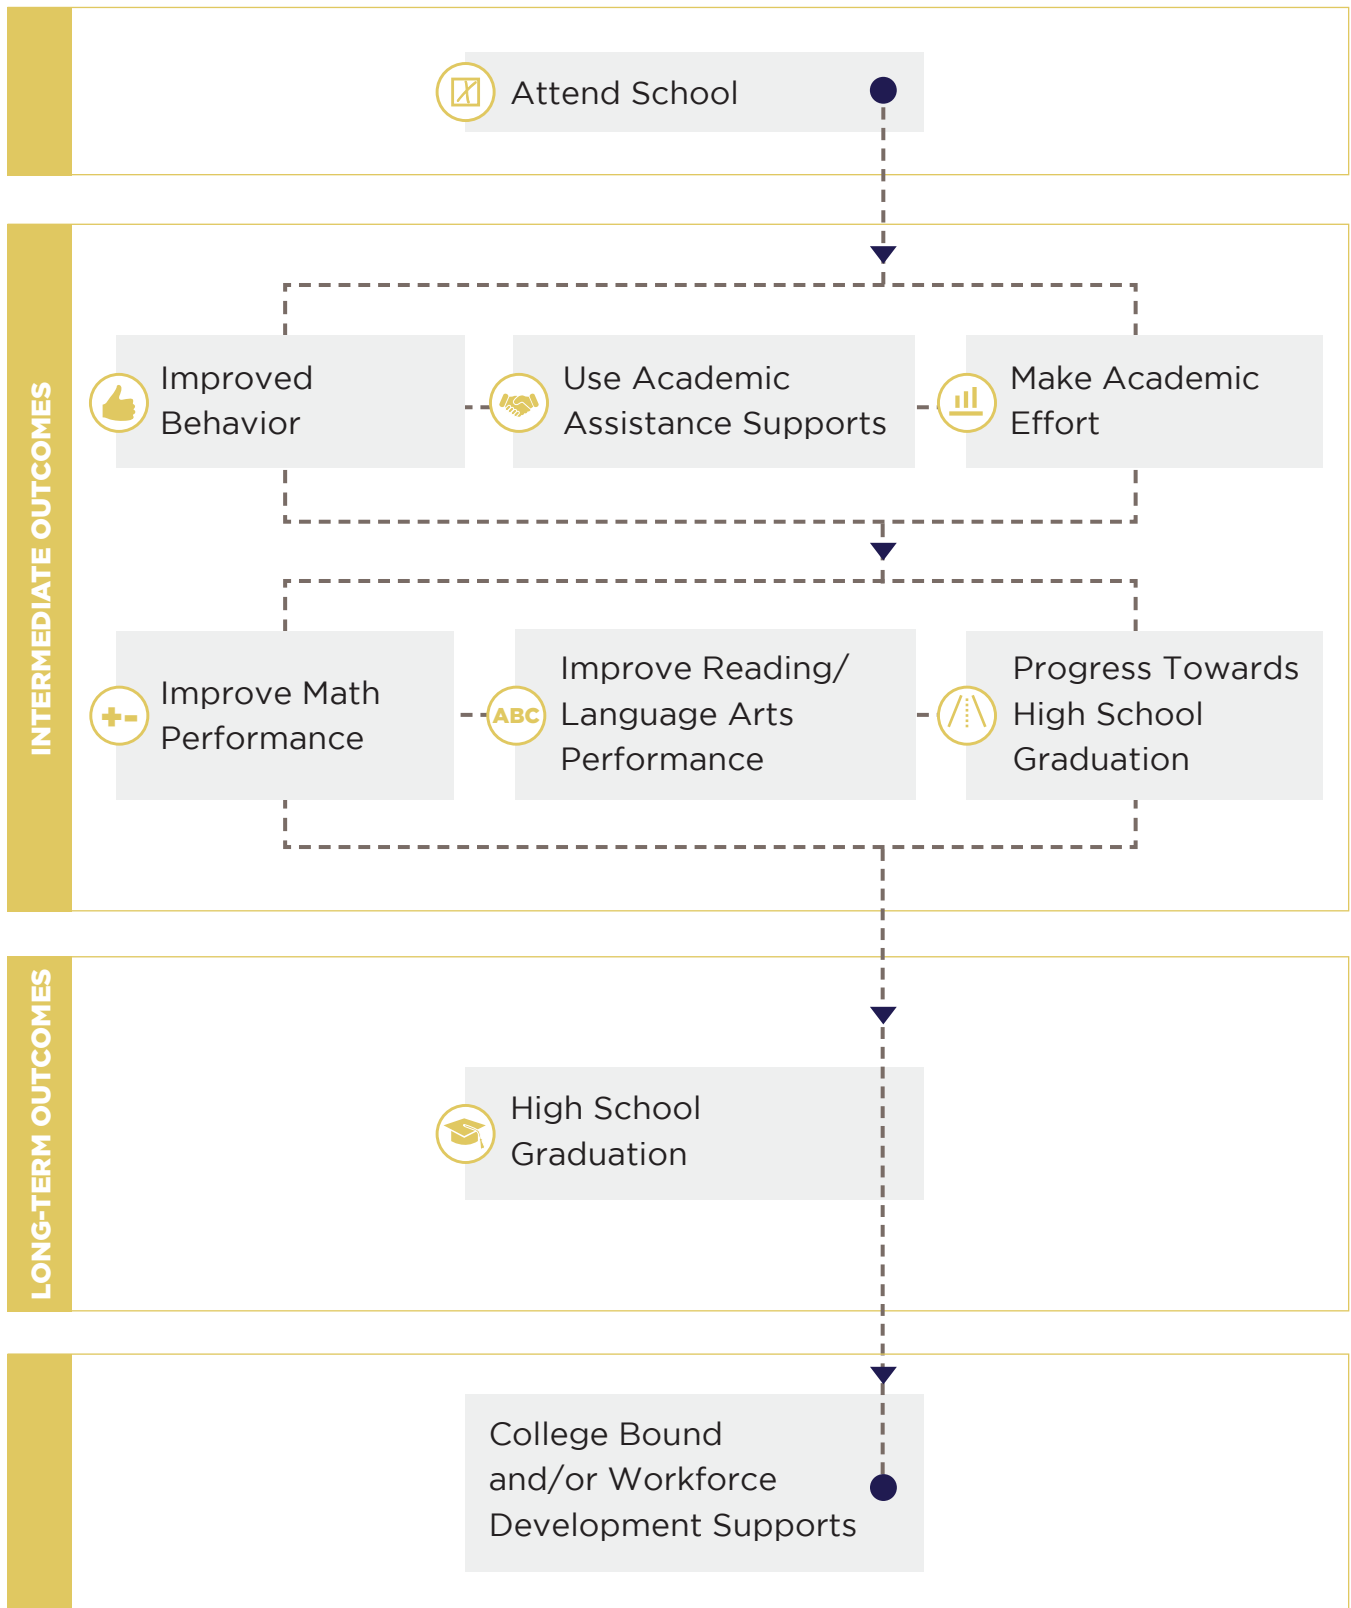 Attend School
INTERMEDIATE OUTCOMES
Improved
Behavior
Use Academic
Assistance Supports
Make Academic
Effort
Improve Math
Performance
ABC
Improve Reading/
Language Arts
Performance
Progress Towards
High School
Graduation
LONG-TERM OUTCOMES
High School
Graduation
College Bound
and/or Workforce
Development Supports